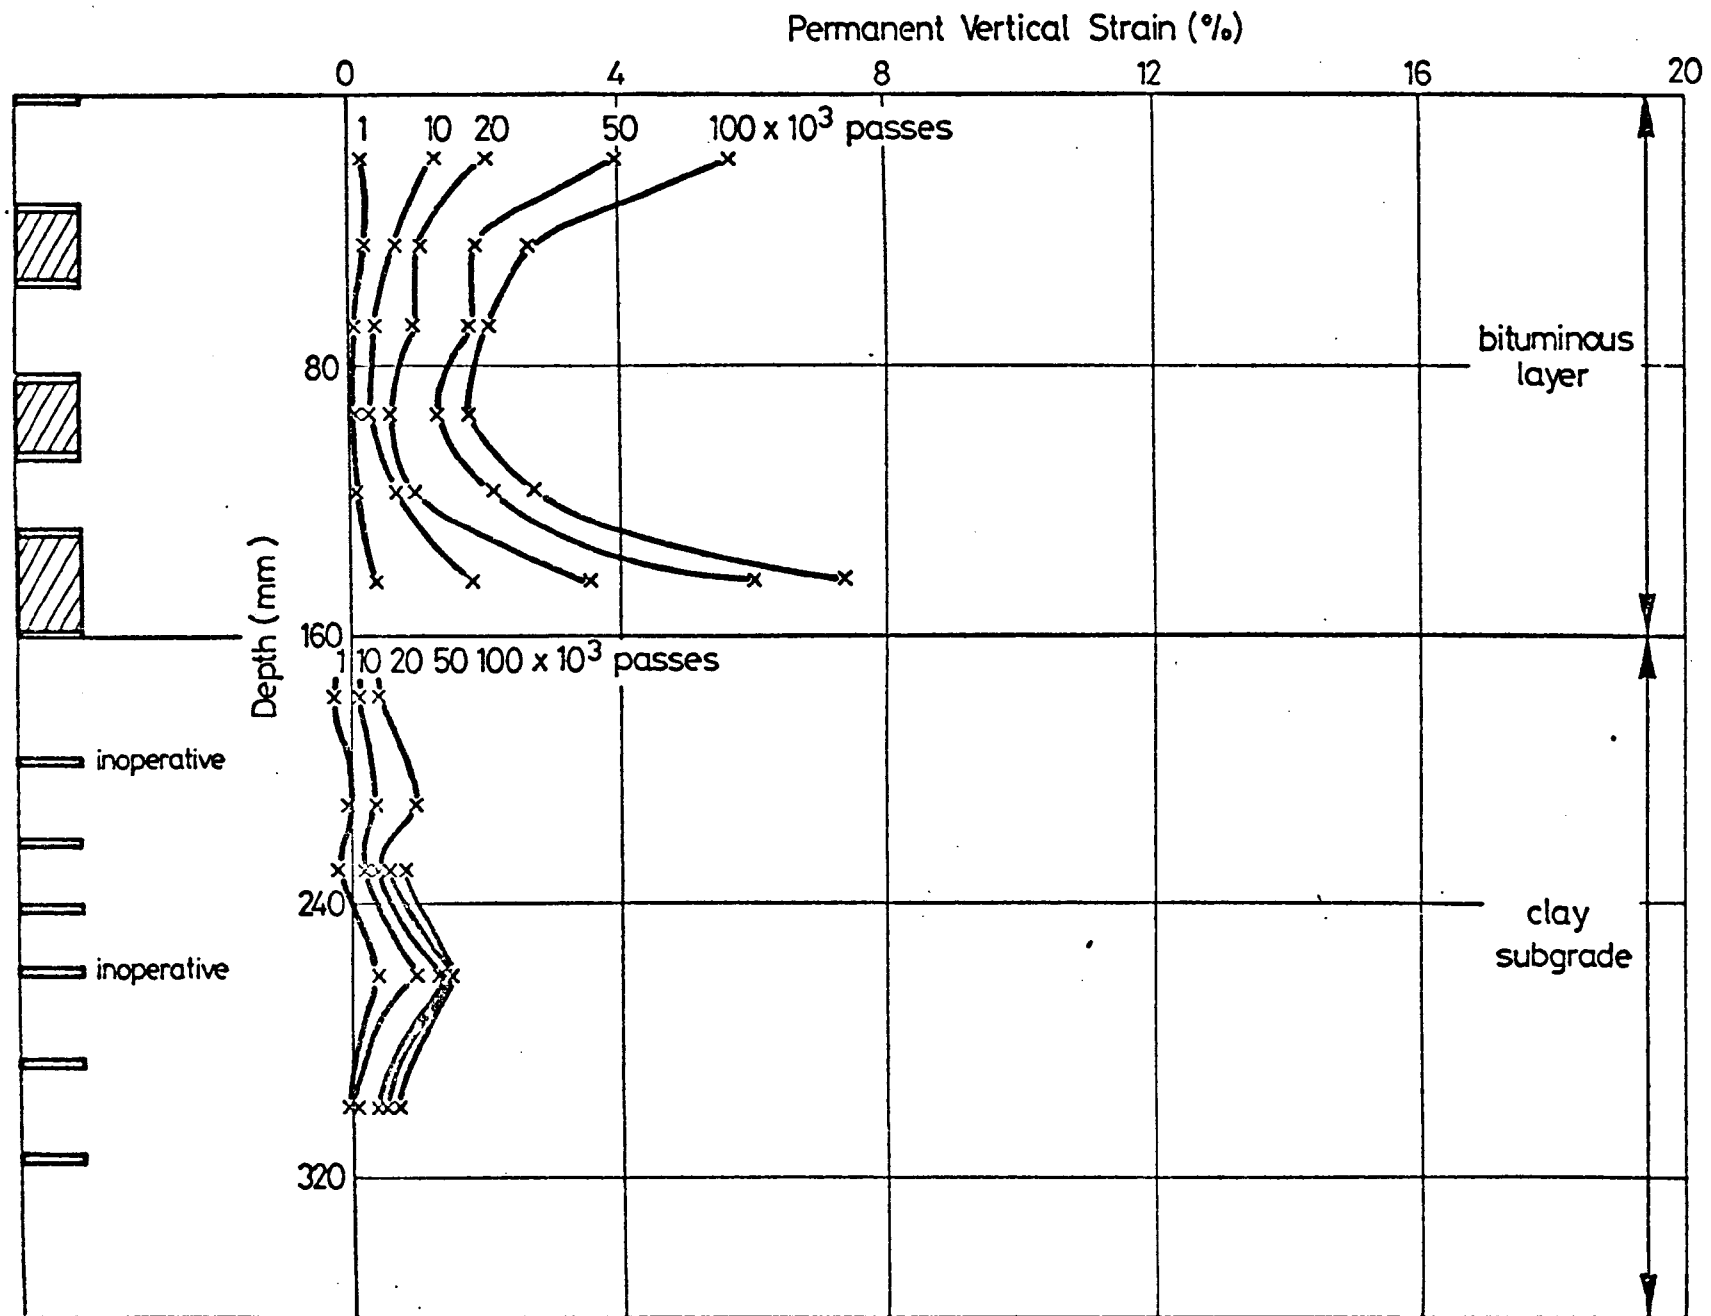 Permanent Vertical Strain (%)
0 4 8 12 16 20
1 10 20 50 100 x 10³ passes
80
bituminous
layer
Depth (mm)
160
1 10 20 50 100 x 10³ passes
inoperative
240
clay
subgrade
inoperative
320